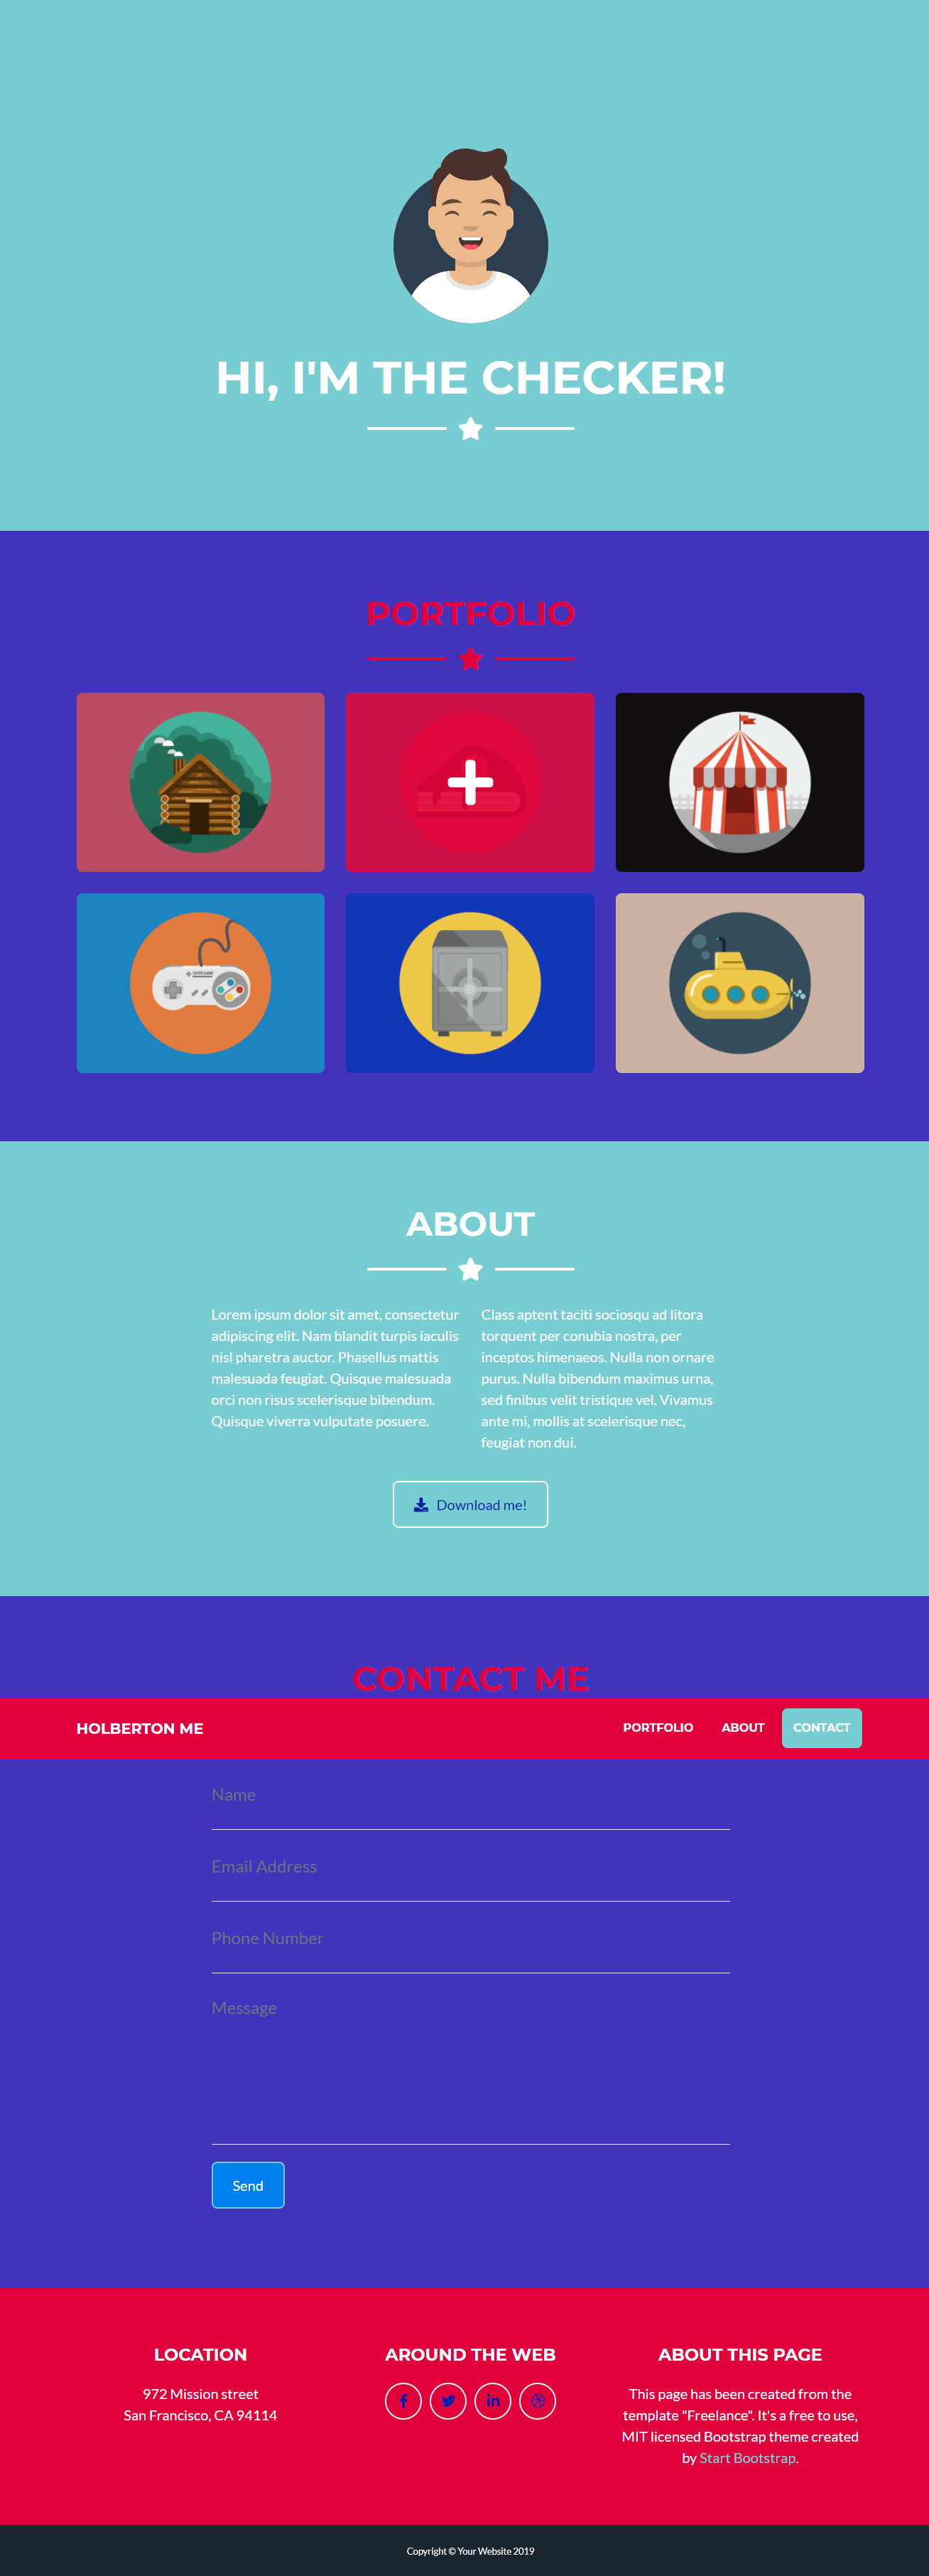 HI, I'M THE CHECKER!
PORTFOLIO
ABOUT
Lorem ipsum dolor sit amet, consectetur
adipiscing elit. Nam blandit turpis iaculis
nisl pharetra auctor. Phasellus mattis
malesuada feugiat. Quisque malesuada
orci non risus scelerisque bibendum.
Quisque viverra vulputate posuere.
Class aptent taciti sociosqu ad litora
torquent per conubia nostra, per
inceptos himenaeos. Nulla non ornare
purus. Nulla bibendum maximus urna,
sed finibus velit tristique vel. Vivamus
ante mi, mollis at scelerisque nec,
feugiat non dui.
Download me!
CONTACT ME
HOLBERTON ME
PORTFOLIO
ABOUT
CONTACT
Name
Email Address
Phone Number
Message
Send
LOCATION
972 Mission street
San Francisco, CA 94114
AROUND THE WEB
ABOUT THIS PAGE
This page has been created from the
template "Freelance". It's a free to use,
MIT licensed Bootstrap theme created
by Start Bootstrap.
Copyright © Your Website 2019